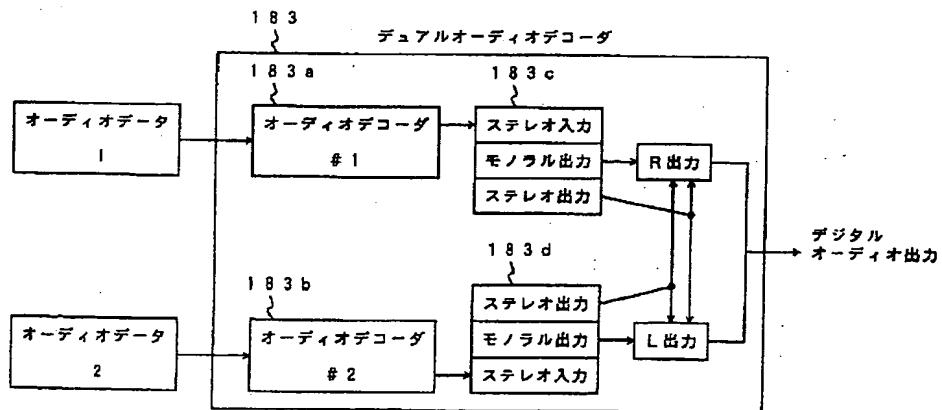 183
デュアルオーディオデコーダ
183a
183c
オーディオデータ
1
オーディオデコーダ
#1
ステレオ入力
モノラル出力
ステレオ出力
R出力
デジタル
オーディオ出力
183b
183d
オーディオデータ
2
オーディオデコーダ
#2
ステレオ出力
モノラル出力
ステレオ入力
L出力